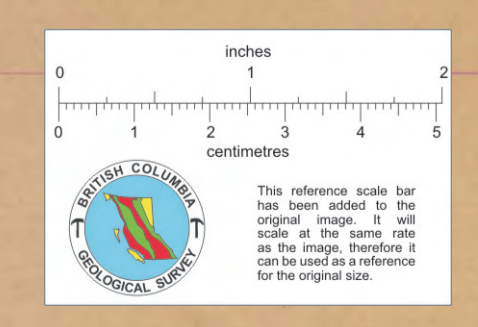 inches
0 1 2
0 1 2 3 4 5
centimetres
BRITISH COLUMBIA
GEOLOGICAL SURVEY
This reference scale bar
has been added to the
original image. It will
scale at the same rate
as the image, therefore it
can be used as a reference
for the original size.